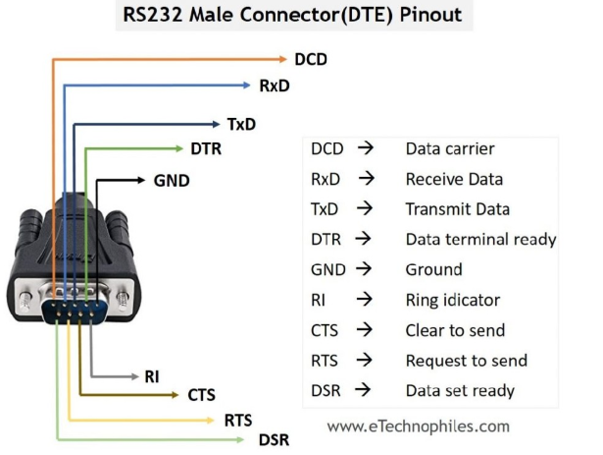 RS232 Male Connector(DTE) Pinout
DCD
RxD
TxD
DTR
GND
RI
CTS
RTS
DSR
DCD → Data carrier
RxD → Receive Data
TxD → Transmit Data
DTR → Data terminal ready
GND → Ground
RI → Ring idicator
CTS → Clear to send
RTS → Request to send
DSR → Data set ready
www.eTechnophiles.com